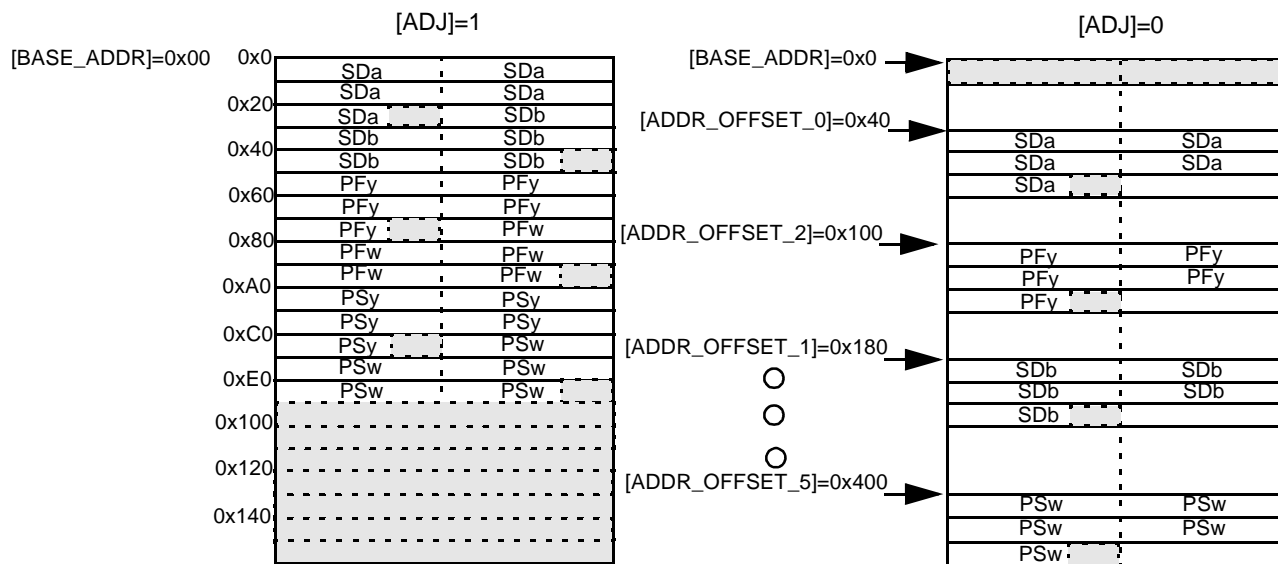 [ADJ]=1
[BASE_ADDR]=0x00
0x0
SDa SDa
SDa SDa
0x20
SDa SDb
SDb SDb
0x40
SDb SDb
PFy PFy
0x60
PFy PFy
PFy PFw
0x80
PFw PFw
PFw PFw
0xA0
PSy PSy
PSy PSy
0xC0
PSy PSw
PSw PSw
0xE0
PSw PSw
0x100
0x120
0x140
[ADJ]=0
[BASE_ADDR]=0x0
[ADDR_OFFSET_0]=0x40
SDa SDa
SDa SDa
SDa
[ADDR_OFFSET_2]=0x100
PFy PFy
PFy PFy
PFy
[ADDR_OFFSET_1]=0x180
SDb SDb
SDb SDb
SDb
[ADDR_OFFSET_5]=0x400
PSw PSw
PSw PSw
PSw